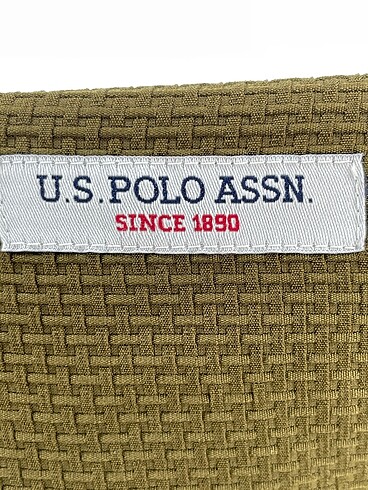 U.S. POLO ASSN.
SINCE 1890